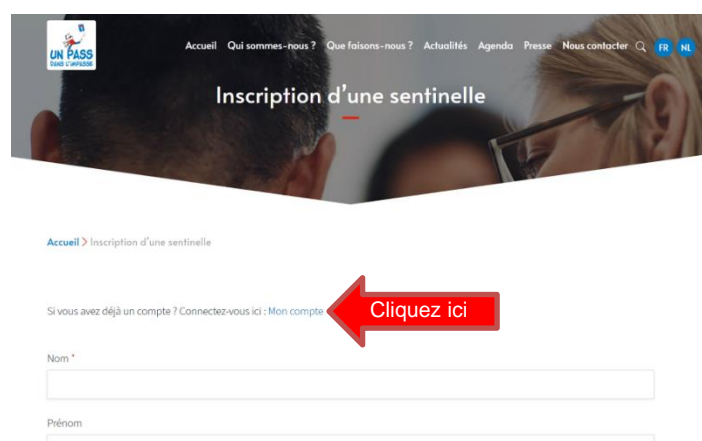 UN PASS
DANS L'IMPASSE
Accueil Qui sommes-nous ? Que faisons-nous ? Actualités Agenda Presse Nous contacter FR NL
Inscription d'une sentinelle
Accueil > Inscription d'une sentinelle
Si vous avez déjà un compte ? Connectez-vous ici : Mon compte
Cliquez ici
Nom *
Prénom